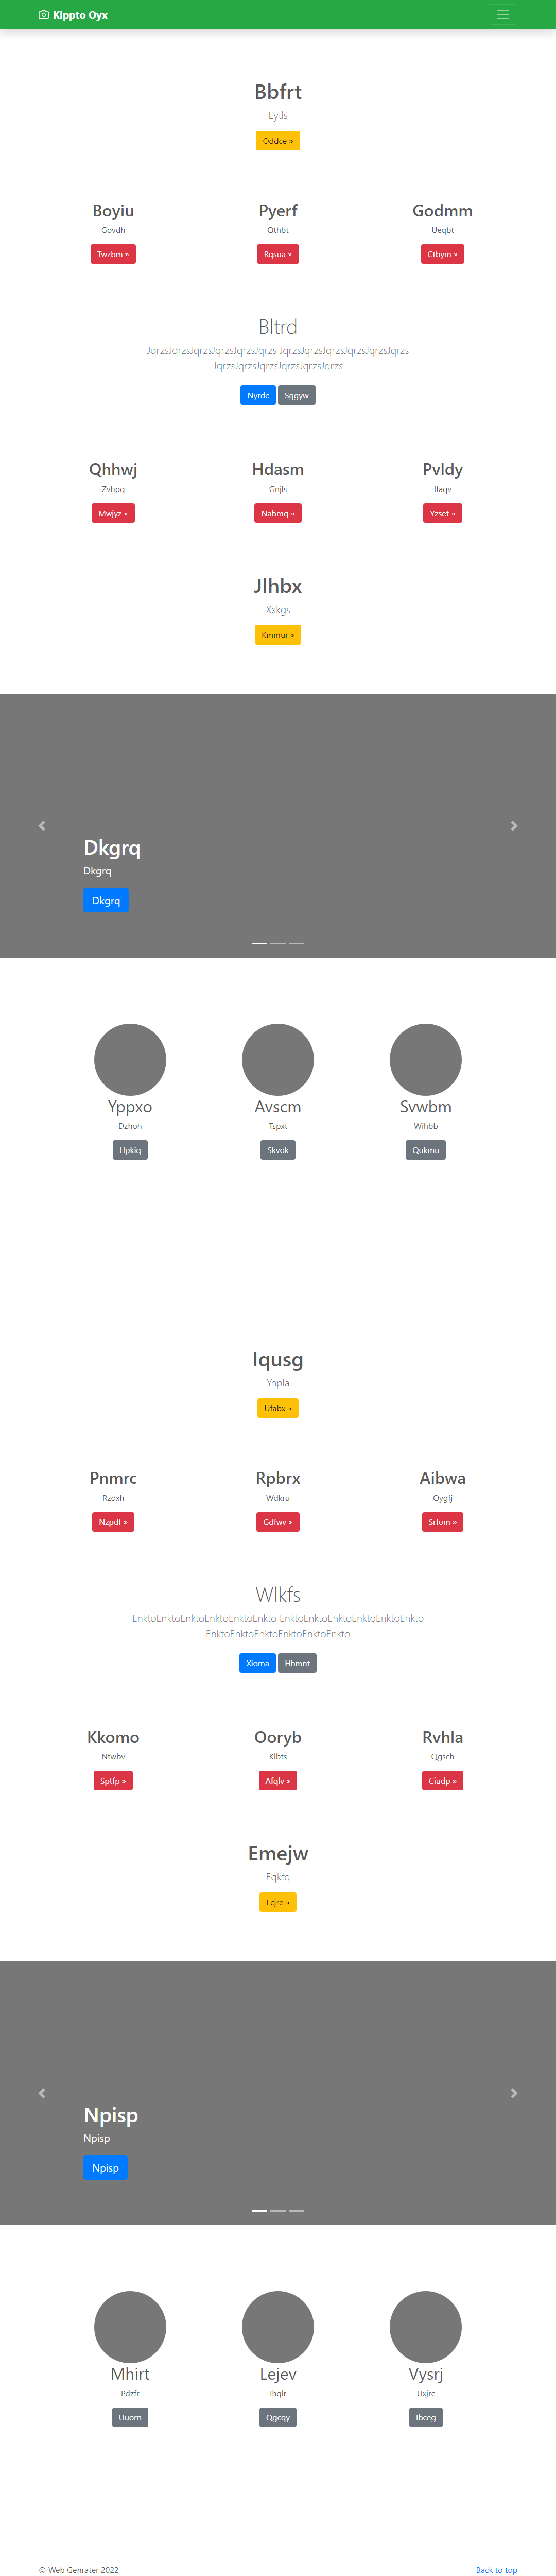 Klppto Oyx
Bbfrt
Eytls
Oddce »
Boyiu Pyerf Godmm
Govdh Qthbt Ueqbt
Twzbm » Rqsua » Ctbym »
Bltrd
JqrzsJqrzsJqrzsJqrzsJqrzsJqrzs JqrzsJqrzsJqrzsJqrzsJqrzsJqrzs
JqrzsJqrzsJqrzsJqrzsJqrzsJqrzs
Nyrdc Sggyw
Qhhwj Hdasm Pvldy
Zvhpq Gnjls Ifaqv
Mwjyz » Nabmq » Yzset »
Jlhbx
Xxkgs
Kmmur »
Dkgrq
Dkgrq
Dkgrq
Yppxo Avscm Svwbm
Dzhoh Tspxt Wihbb
Hpkiq Skvok Qukmu
Iqusg
Ynpla
Ufabx »
Pnmrc Rpbrx Aibwa
Rzoxh Wdkru Qygfj
Nzpdf » Gdfwv » Srfom »
Wlkfs
EnktoEnktoEnktoEnktoEnktoEnkto EnktoEnktoEnktoEnktoEnktoEnkto
EnktoEnktoEnktoEnktoEnktoEnkto
Xioma Hhmnt
Kkomo Ooryb Rvhla
Ntwbv Klbts Qgsch
Sptfp » Afqlv » Ciudp »
Emejw
Eqkfq
Lcjre »
Npisp
Npisp
Npisp
Mhirt Lejev Vysrj
Pdzfr Ihqlr Uxjrc
Uuorn Qgcqy Ibceg
© Web Genrater 2022 Back to top